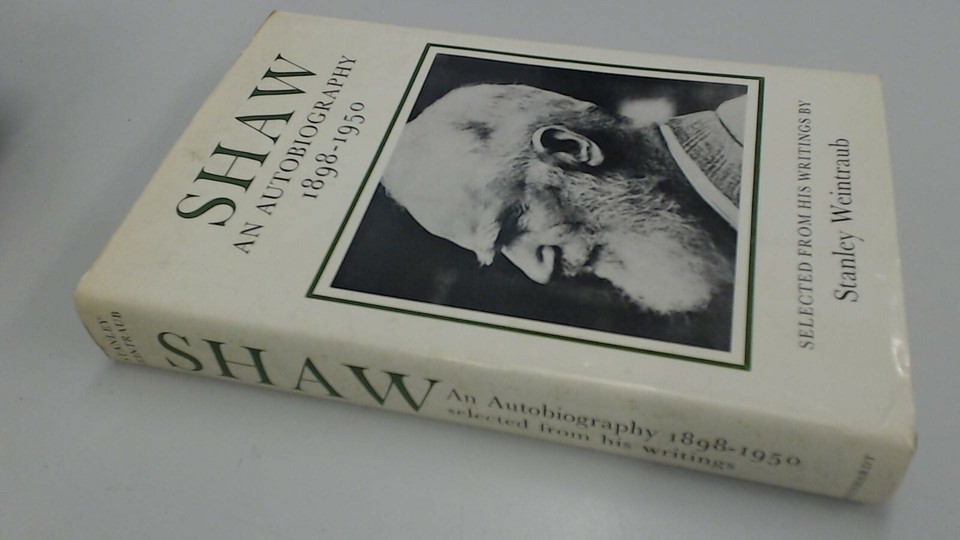 SHAW
AN AUTOBIOGRAPHY
1898-1950
SELECTED FROM HIS WRITINGS BY
Stanley Weintraub
SHAW
An Autobiography 1898-1950
selected from his writings